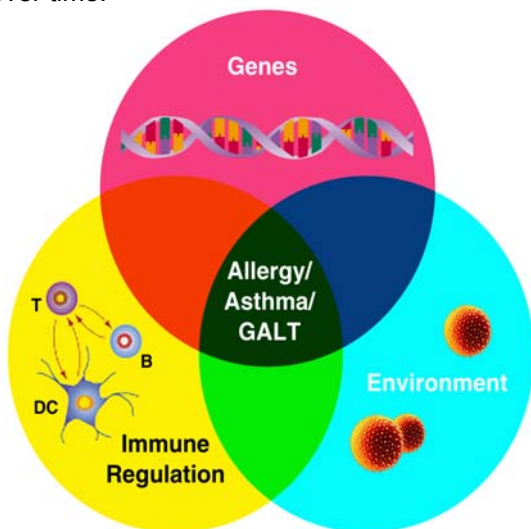 Genes
Allergy/
Asthma/
GALT
T
B
DC
Environment
Immune
Regulation